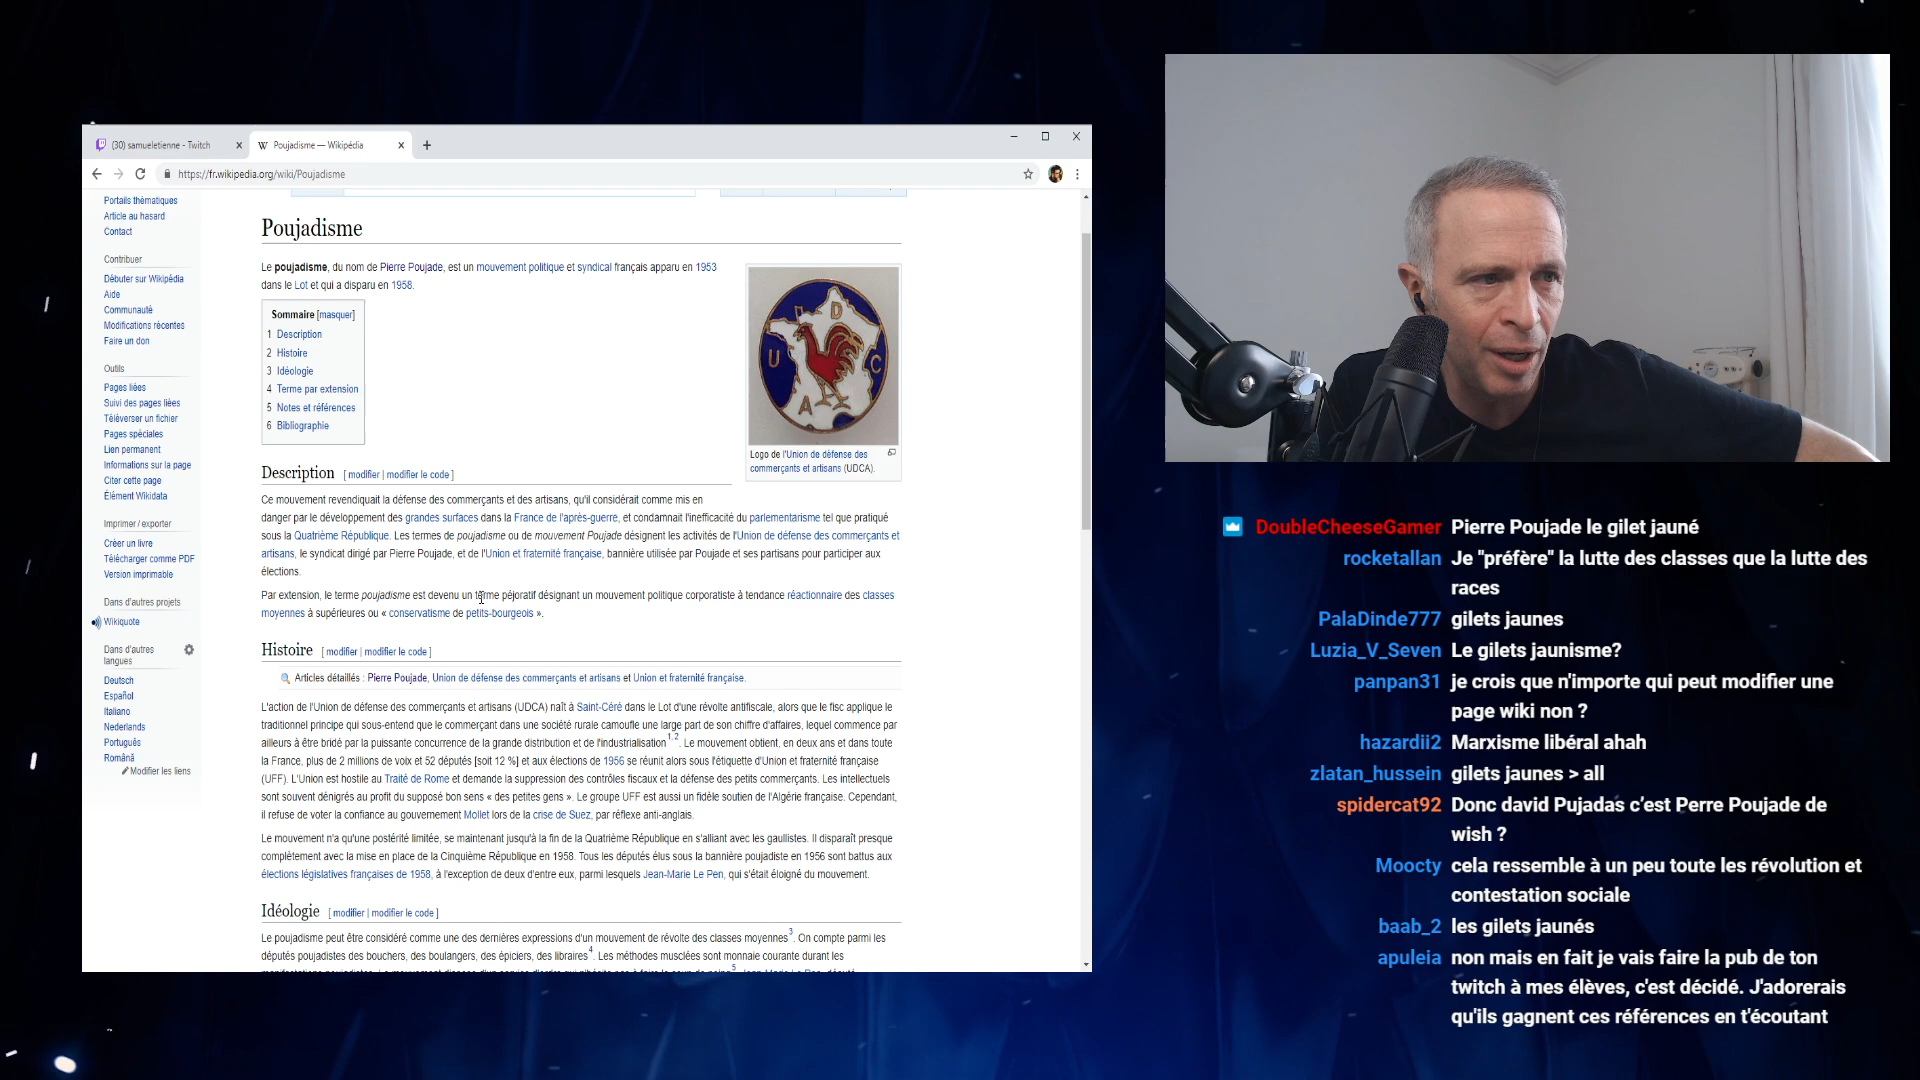 (30) samueletienne - Twitch
Poujadisme — Wikipédia
https://fr.wikipedia.org/wiki/Poujadisme
Portails thématiques
Article au hasard
Contact
Contribuer
Débuter sur Wikipédia
Aide
Communauté
Modifications récentes
Faire un don
Outils
Pages liées
Suivi des pages liées
Téléverser un fichier
Pages spéciales
Lien permanent
Informations sur la page
Citer cette page
Élément Wikidata
Imprimer / exporter
Créer un livre
Télécharger comme PDF
Version imprimable
Dans d'autres projets
Wikiquote
Dans d'autres
langues
Deutsch
Español
Italiano
Nederlands
Português
Română
Modifier les liens
Poujadisme
Le poujadisme, du nom de Pierre Poujade, est un mouvement politique et syndical français apparu en 1953
dans le Lot et qui a disparu en 1958.
Sommaire [masquer]
1 Description
2 Histoire
3 Idéologie
4 Terme par extension
5 Notes et références
6 Bibliographie
U D C A
Logo de l'Union de défense des
commerçants et artisans (UDCA).
Description [ modifier | modifier le code ]
Ce mouvement revendiquait la défense des commerçants et des artisans, qu'il considérait comme mis en
danger par le développement des grandes surfaces dans la France de l'après-guerre, et condamnait l'inefficacité du parlementarisme tel que pratiqué
sous la Quatrième République. Les termes de poujadisme ou de mouvement Poujade désignent les activités de l'Union de défense des commerçants et
artisans, le syndicat dirigé par Pierre Poujade, et de l'Union et fraternité française, bannière utilisée par Poujade et ses partisans pour participer aux
élections.
Par extension, le terme poujadisme est devenu un terme péjoratif désignant un mouvement politique corporatiste à tendance réactionnaire des classes
moyennes à supérieures ou « conservatisme de petits-bourgeois ».
Histoire [ modifier | modifier le code ]
Articles détaillés : Pierre Poujade, Union de défense des commerçants et artisans et Union et fraternité française.
L'action de l'Union de défense des commerçants et artisans (UDCA) naît à Saint-Céré dans le Lot d'une révolte antifiscale, alors que le fisc applique le
traditionnel principe qui sous-entend que le commerçant dans une société rurale camoufle une large part de son chiffre d'affaires, lequel commence par
ailleurs à être bridé par la puissante concurrence de la grande distribution et de l'industrialisation1,2. Le mouvement obtient, en deux ans et dans toute
la France, plus de 2 millions de voix et 52 députés [soit 12 %] et aux élections de 1956 se réunit alors sous l'étiquette d'Union et fraternité française
(UFF). L'Union est hostile au Traité de Rome et demande la suppression des contrôles fiscaux et la défense des petits commerçants. Les intellectuels
sont souvent dénigrés au profit du supposé bon sens « des petites gens ». Le groupe UFF est aussi un fidèle soutien de l'Algérie française. Cependant,
il refuse de voter la confiance au gouvernement Mollet lors de la crise de Suez, par réflexe anti-anglais.
Le mouvement n'a qu'une postérité limitée, se maintenant jusqu'à la fin de la Quatrième République en s'alliant avec les gaullistes. Il disparaît presque
complètement avec la mise en place de la Cinquième République en 1958. Tous les députés élus sous la bannière poujadiste en 1956 sont battus aux
élections législatives françaises de 1958, à l'exception de deux d'entre eux, parmi lesquels Jean-Marie Le Pen, qui s'était éloigné du mouvement.
Idéologie [ modifier | modifier le code ]
Le poujadisme peut être considéré comme une des dernières expressions d'un mouvement de révolte des classes moyennes3. On compte parmi les
députés poujadistes des bouchers, des boulangers, des épiciers, des libraires4. Les méthodes musclées sont monnaie courante durant les
DoubleCheeseGamer Pierre Poujade le gilet jauné
rocketallan Je "préfère" la lutte des classes que la lutte des
races
PalaDinde777 gilets jaunes
Luzia_V_Seven Le gilets jaunisme?
panpan31 je crois que n'importe qui peut modifier une
page wiki non ?
hazardii2 Marxisme libéral ahah
zlatan_hussein gilets jaunes > all
spidercat92 Donc david Pujadas c’est Perre Poujade de
wish ?
Moocty cela ressemble à un peu toute les révolution et
contestation sociale
baab_2 les gilets jaunés
apuleia non mais en fait je vais faire la pub de ton
twitch à mes élèves, c'est décidé. J'adorerais
qu'ils gagnent ces références en t'écoutant